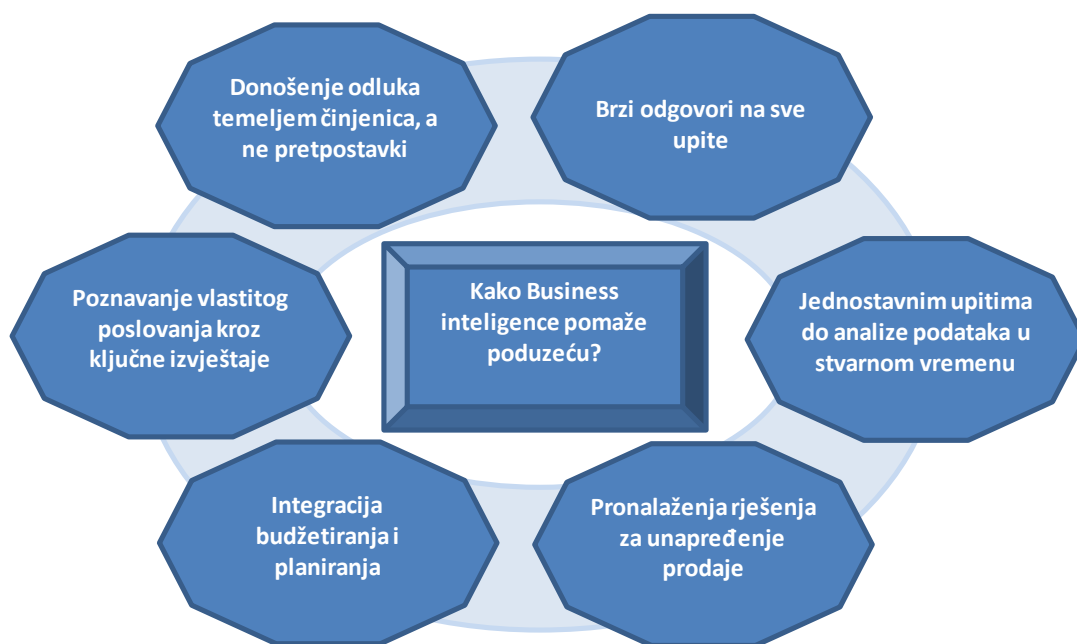 Donošenje odluka
temeljem činjenica, a
ne pretpostavki
Brzi odgovori na sve
upite
Poznavanje vlastitog
poslovanja kroz
ključne izvještaje
Kako Business
inteligence pomaže
poduzeću?
Jednostavnim upitima
do analize podataka u
stvarnom vremenu
Integracija
budžetiranja i
planiranja
Pronalaženja rješenja
za unapređenje
prodaje